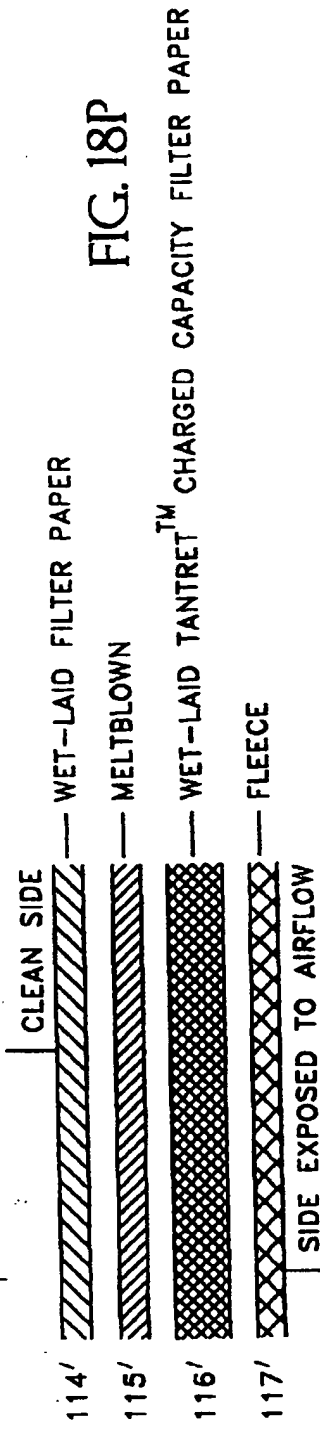 FIG. 18P
CLEAN SIDE
114' WET-LAID FILTER PAPER
115' MELTBLOWN
116' WET-LAID TANTRET™ CHARGED CAPACITY FILTER PAPER
117' FLEECE
SIDE EXPOSED TO AIRFLOW